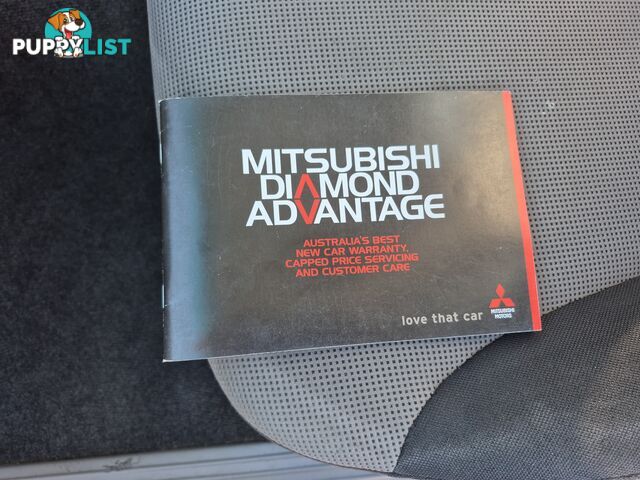 PUPPYLIST
MITSUBISHI
DIAMOND
ADVANTAGE
AUSTRALIA'S BEST
NEW CAR WARRANTY,
CAPPED PRICE SERVICING
AND CUSTOMER CARE
love that car
MITSUBISHI
MOTORS